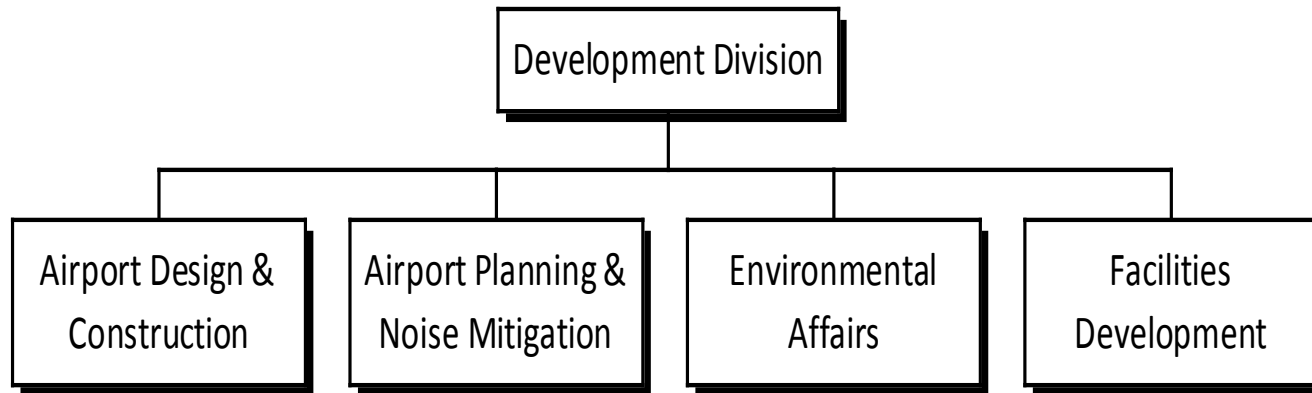 Development Division
Airport Design &
Construction
Airport Planning &
Noise Mitigation
Environmental
Affairs
Facilities
Development